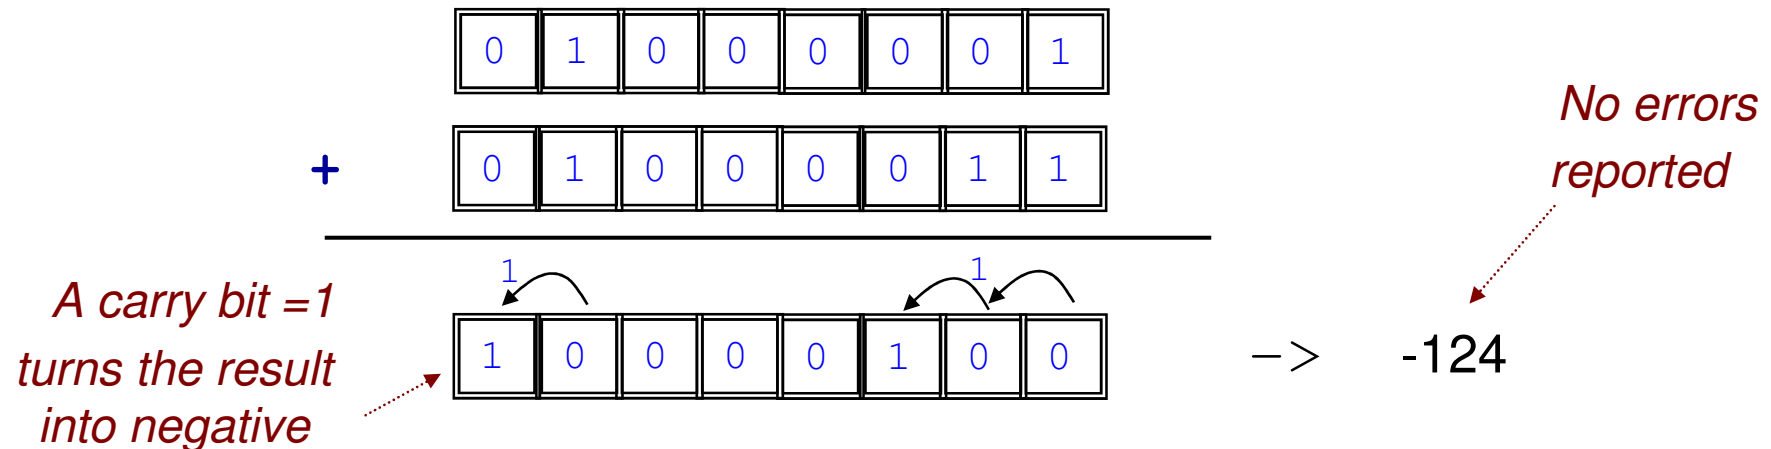 0 1 0 0 0 0 0 1
No errors
reported
+ 0 1 0 0 0 0 1 1
1 1
A carry bit =1
turns the result
into negative
1 0 0 0 0 1 0 0 -> -124